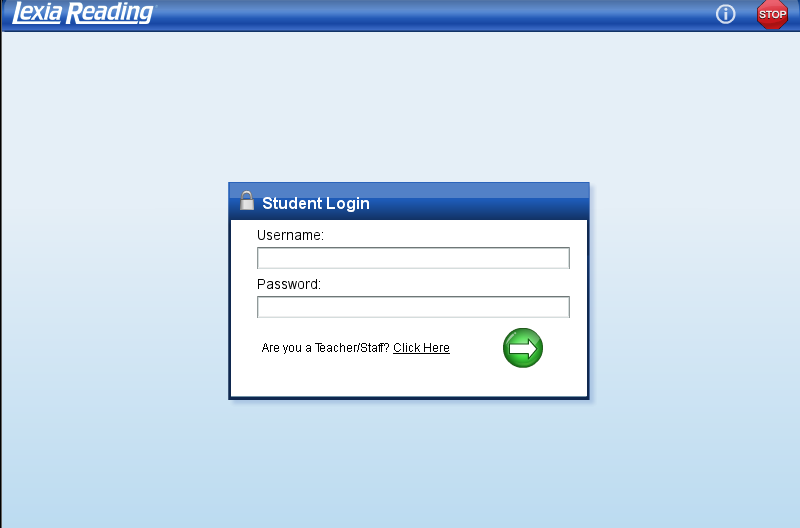 Lexia Reading
STOP
Student Login
Username:
Password:
Are you a Teacher/Staff? Click Here